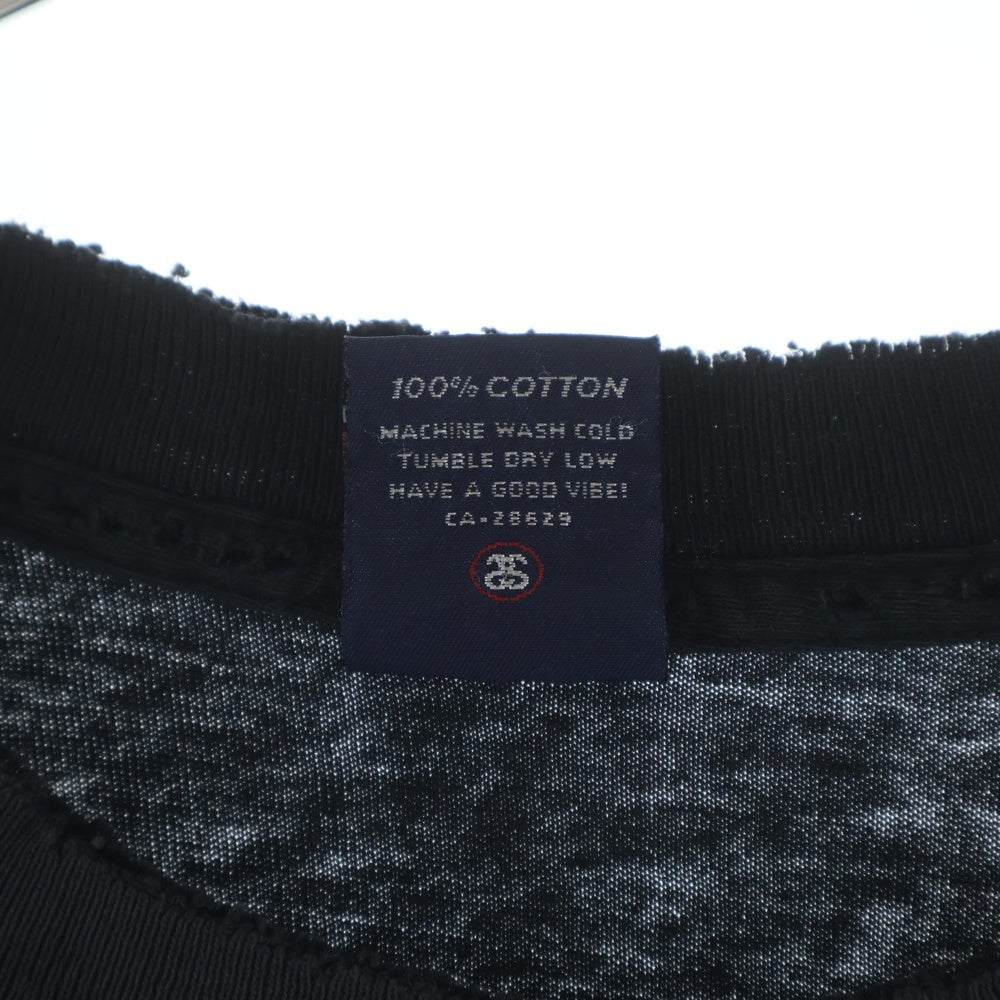 100% COTTON
MACHINE WASH COLD
TUMBLE DRY LOW
HAVE A GOOD VIBE!
CA-28629